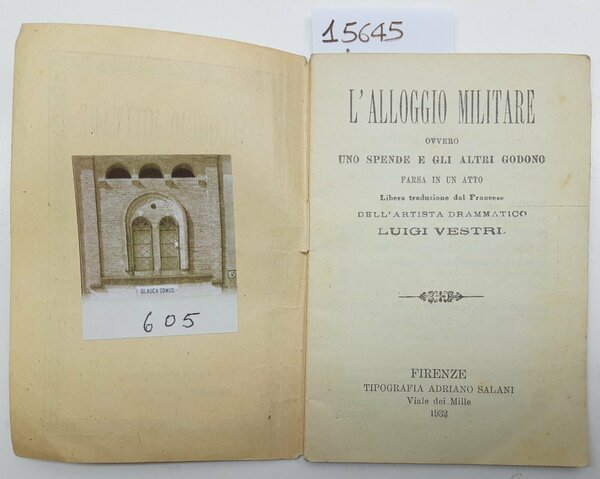 15645
GLAUCA DOMUS
605
L'ALLOGGIO MILITARE
OVVERO
UNO SPENDE E GLI ALTRI GODONO
FARSA IN UN ATTO
Libera traduzione dal Francese
DELL'ARTISTA DRAMMATICO
LUIGI VESTRI.
FIRENZE
TIPOGRAFIA ADRIANO SALANI
Viale dei Mille
1932